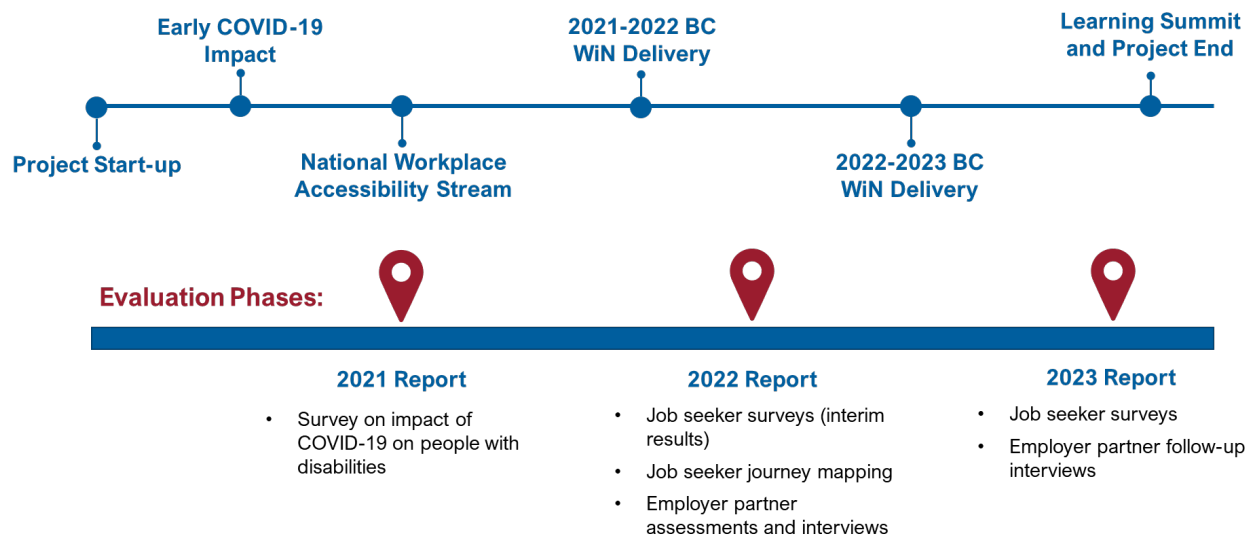 Early COVID-19
Impact
2021-2022 BC
WiN Delivery
Learning Summit
and Project End
Project Start-up
National Workplace
Accessibility Stream
2022-2023 BC
WiN Delivery
Evaluation Phases:
2021 Report
• Survey on impact of
COVID-19 on people with
disabilities
2022 Report
• Job seeker surveys (interim
results)
• Job seeker journey mapping
• Employer partner
assessments and interviews
2023 Report
• Job seeker surveys
• Employer partner follow-up
interviews